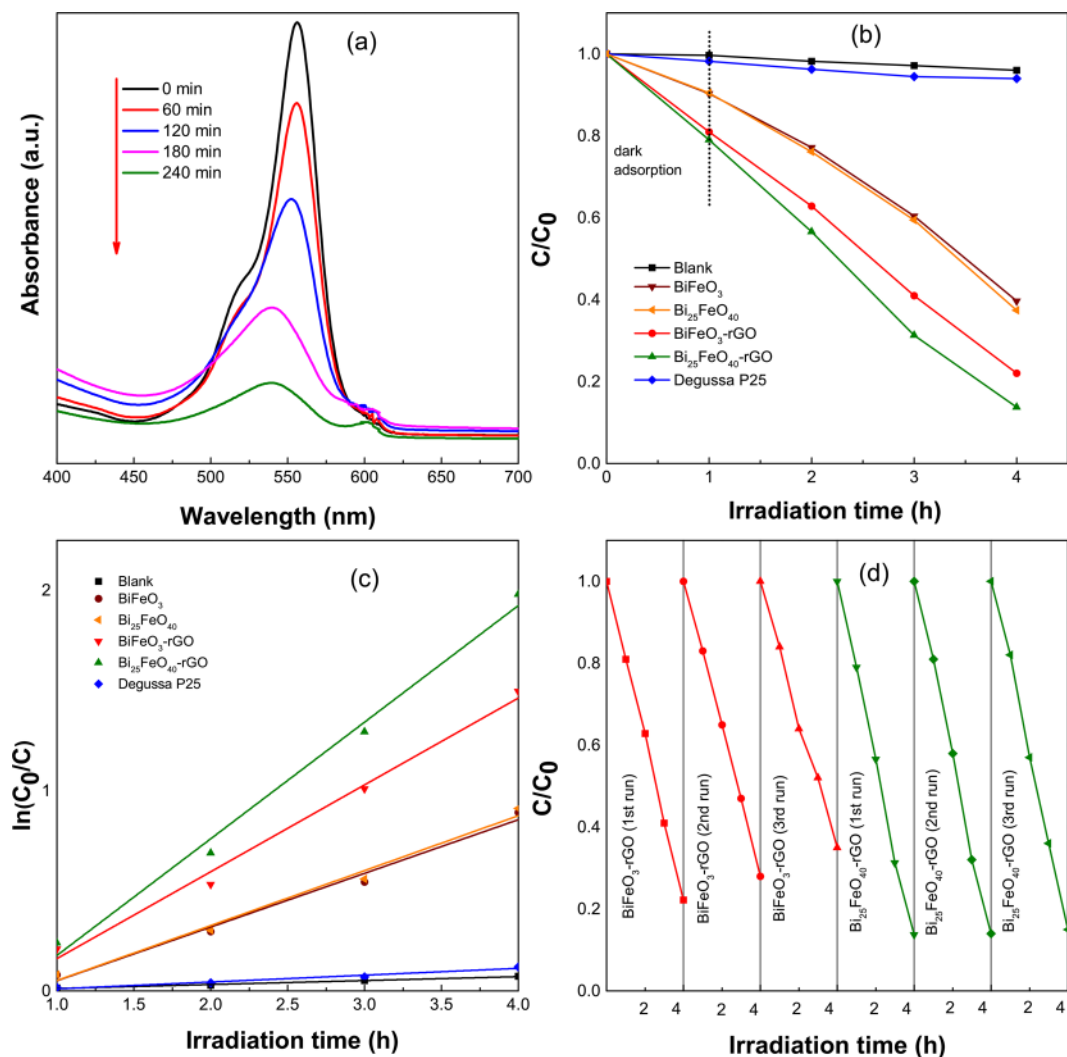 (a)
0 min
60 min
120 min
180 min
240 min
Absorbance (a.u.)
400 450 500 550 600 650 700
Wavelength (nm)
(b)
1.0
0.8
0.6
0.4
0.2
0.0
dark
adsorption
Blank
BiFeO₃
Bi₂₅FeO₄₀
BiFeO₃-rGO
Bi₂₅FeO₄₀-rGO
Degussa P25
C/C₀
0 1 2 3 4
Irradiation time (h)
(c)
2
1
0
Blank
BiFeO₃
Bi₂₅FeO₄₀
BiFeO₃-rGO
Bi₂₅FeO₄₀-rGO
Degussa P25
ln(C₀/C)
1.0 1.5 2.0 2.5 3.0 3.5 4.0
Irradiation time (h)
(d)
1.0
0.8
0.6
0.4
0.2
0.0
C/C₀
BiFeO₃-rGO (1st run)
BiFeO₃-rGO (2nd run)
BiFeO₃-rGO (3rd run)
Bi₂₅FeO₄₀-rGO (1st run)
Bi₂₅FeO₄₀-rGO (2nd run)
Bi₂₅FeO₄₀-rGO (3rd run)
2 4 2 4 2 4 2 4 2 4 2 4
Irradiation time (h)